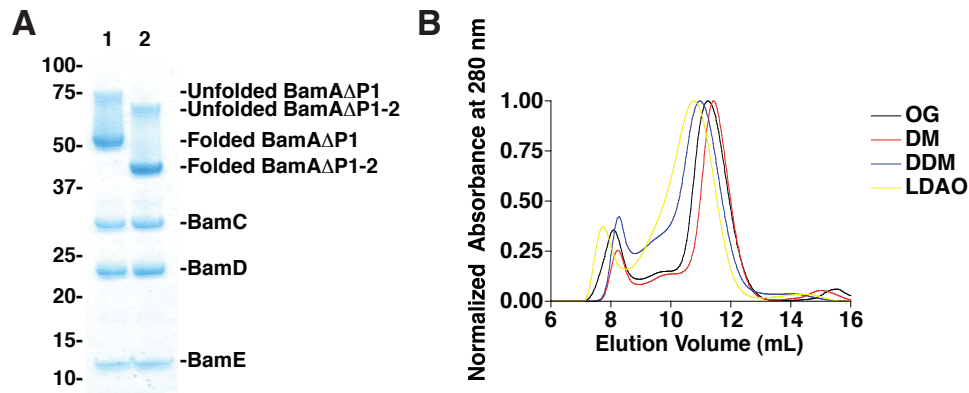 A
1 2
100-
75-
50-
37-
25-
20-
15-
10-
-Unfolded BamAΔP1
-Unfolded BamAΔP1-2
-Folded BamAΔP1
-Folded BamAΔP1-2
-BamC
-BamD
-BamE
B
Normalized Absorbance at 280 nm
1.00
0.75
0.50
0.25
0.00
6 8 10 12 14 16
Elution Volume (mL)
OG
DM
DDM
LDAO